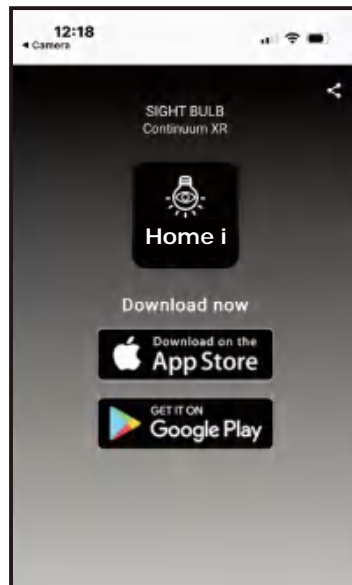 12:18
◀ Camera
SIGHT BULB
Continuum XR
Home i
Download now
Download on the
App Store
GET IT ON
Google Play